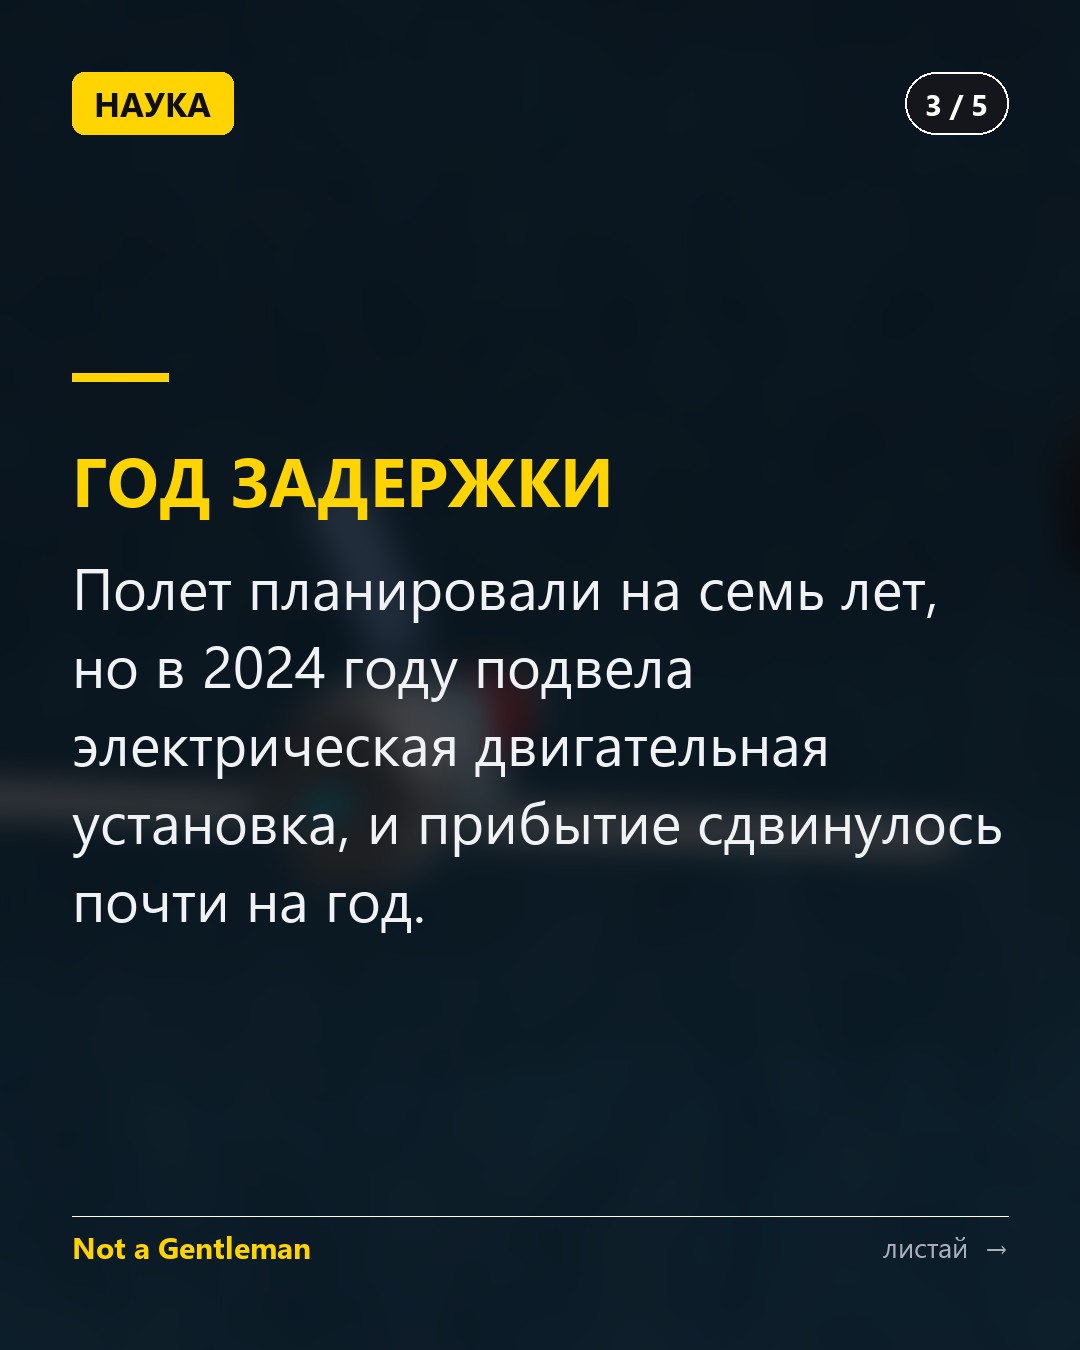 НАУКА
3 / 5
ГОД ЗАДЕРЖКИ
Полет планировали на семь лет,
но в 2024 году подвела
электрическая двигательная
установка, и прибытие сдвинулось
почти на год.
Not a Gentleman
листай →